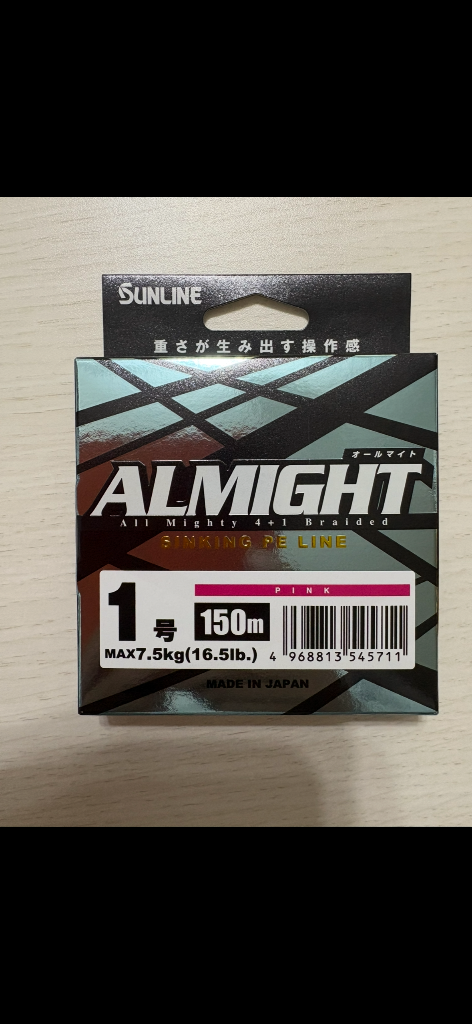 SUNLINE
重さが生み出す操作感
オールマイト
ALMIGHT
All Mighty 4+1 Braided
SINKING PE LINE
PINK
1号 150m
MAX7.5kg(16.5lb.)
4 968813 545711
MADE IN JAPAN